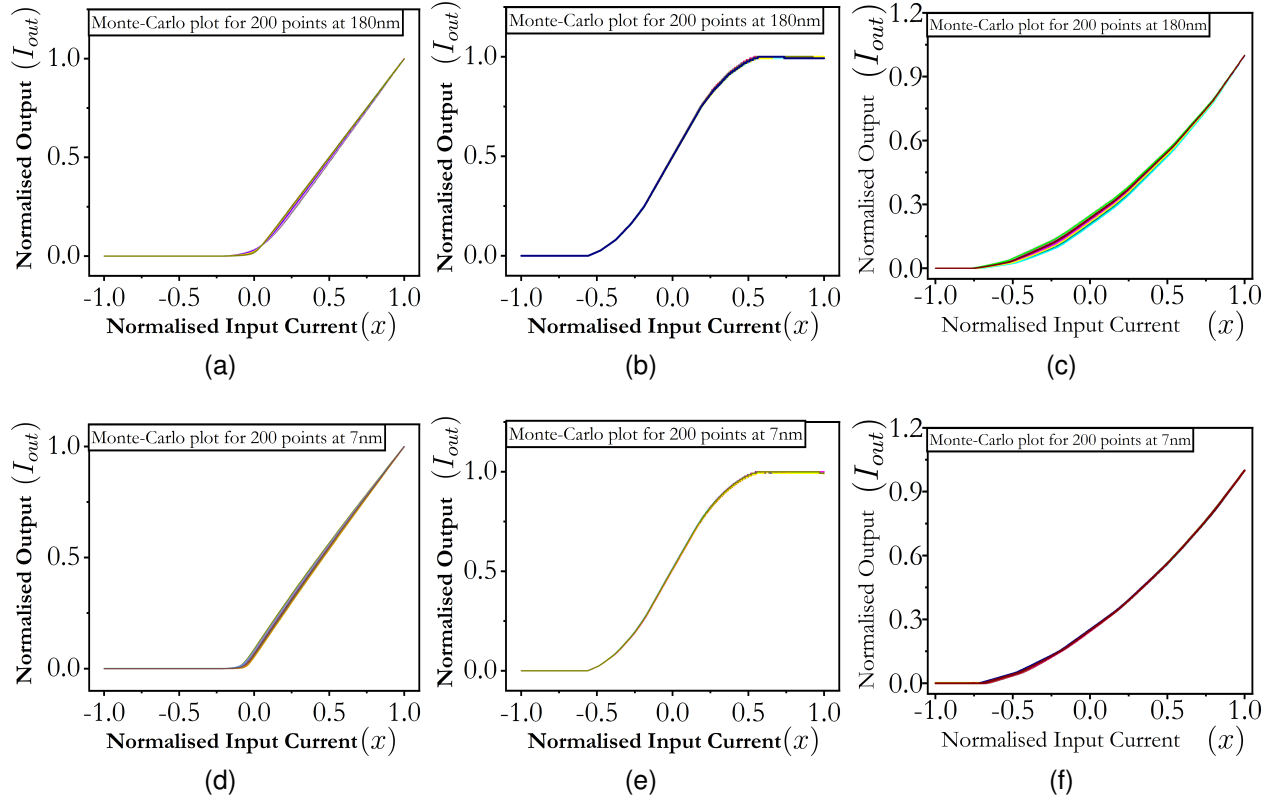 Monte-Carlo plot for 200 points at 180nm
Normalised Output (I_out)
1.0
0.5
0.0
-1.0 -0.5 0.0 0.5 1.0
Normalised Input Current (x)
(a)
Monte-Carlo plot for 200 points at 180nm
Normalised Output (I_out)
1.0
0.5
0.0
-1.0 -0.5 0.0 0.5 1.0
Normalised Input Current (x)
(b)
Monte-Carlo plot for 200 points at 180nm
Normalised Output (I_out)
1.2
0.9
0.6
0.3
0.0
-1.0 -0.5 0.0 0.5 1.0
Normalised Input Current (x)
(c)
Monte-Carlo plot for 200 points at 7nm
Normalised Output (I_out)
1.0
0.5
0.0
-1.0 -0.5 0.0 0.5 1.0
Normalised Input Current (x)
(d)
Monte-Carlo plot for 200 points at 7nm
Normalised Output (I_out)
1.0
0.5
0.0
-1.0 -0.5 0.0 0.5 1.0
Normalised Input Current (x)
(e)
Monte-Carlo plot for 200 points at 7nm
Normalised Output (I_out)
1.2
0.9
0.6
0.3
0.0
-1.0 -0.5 0.0 0.5 1.0
Normalised Input Current (x)
(f)